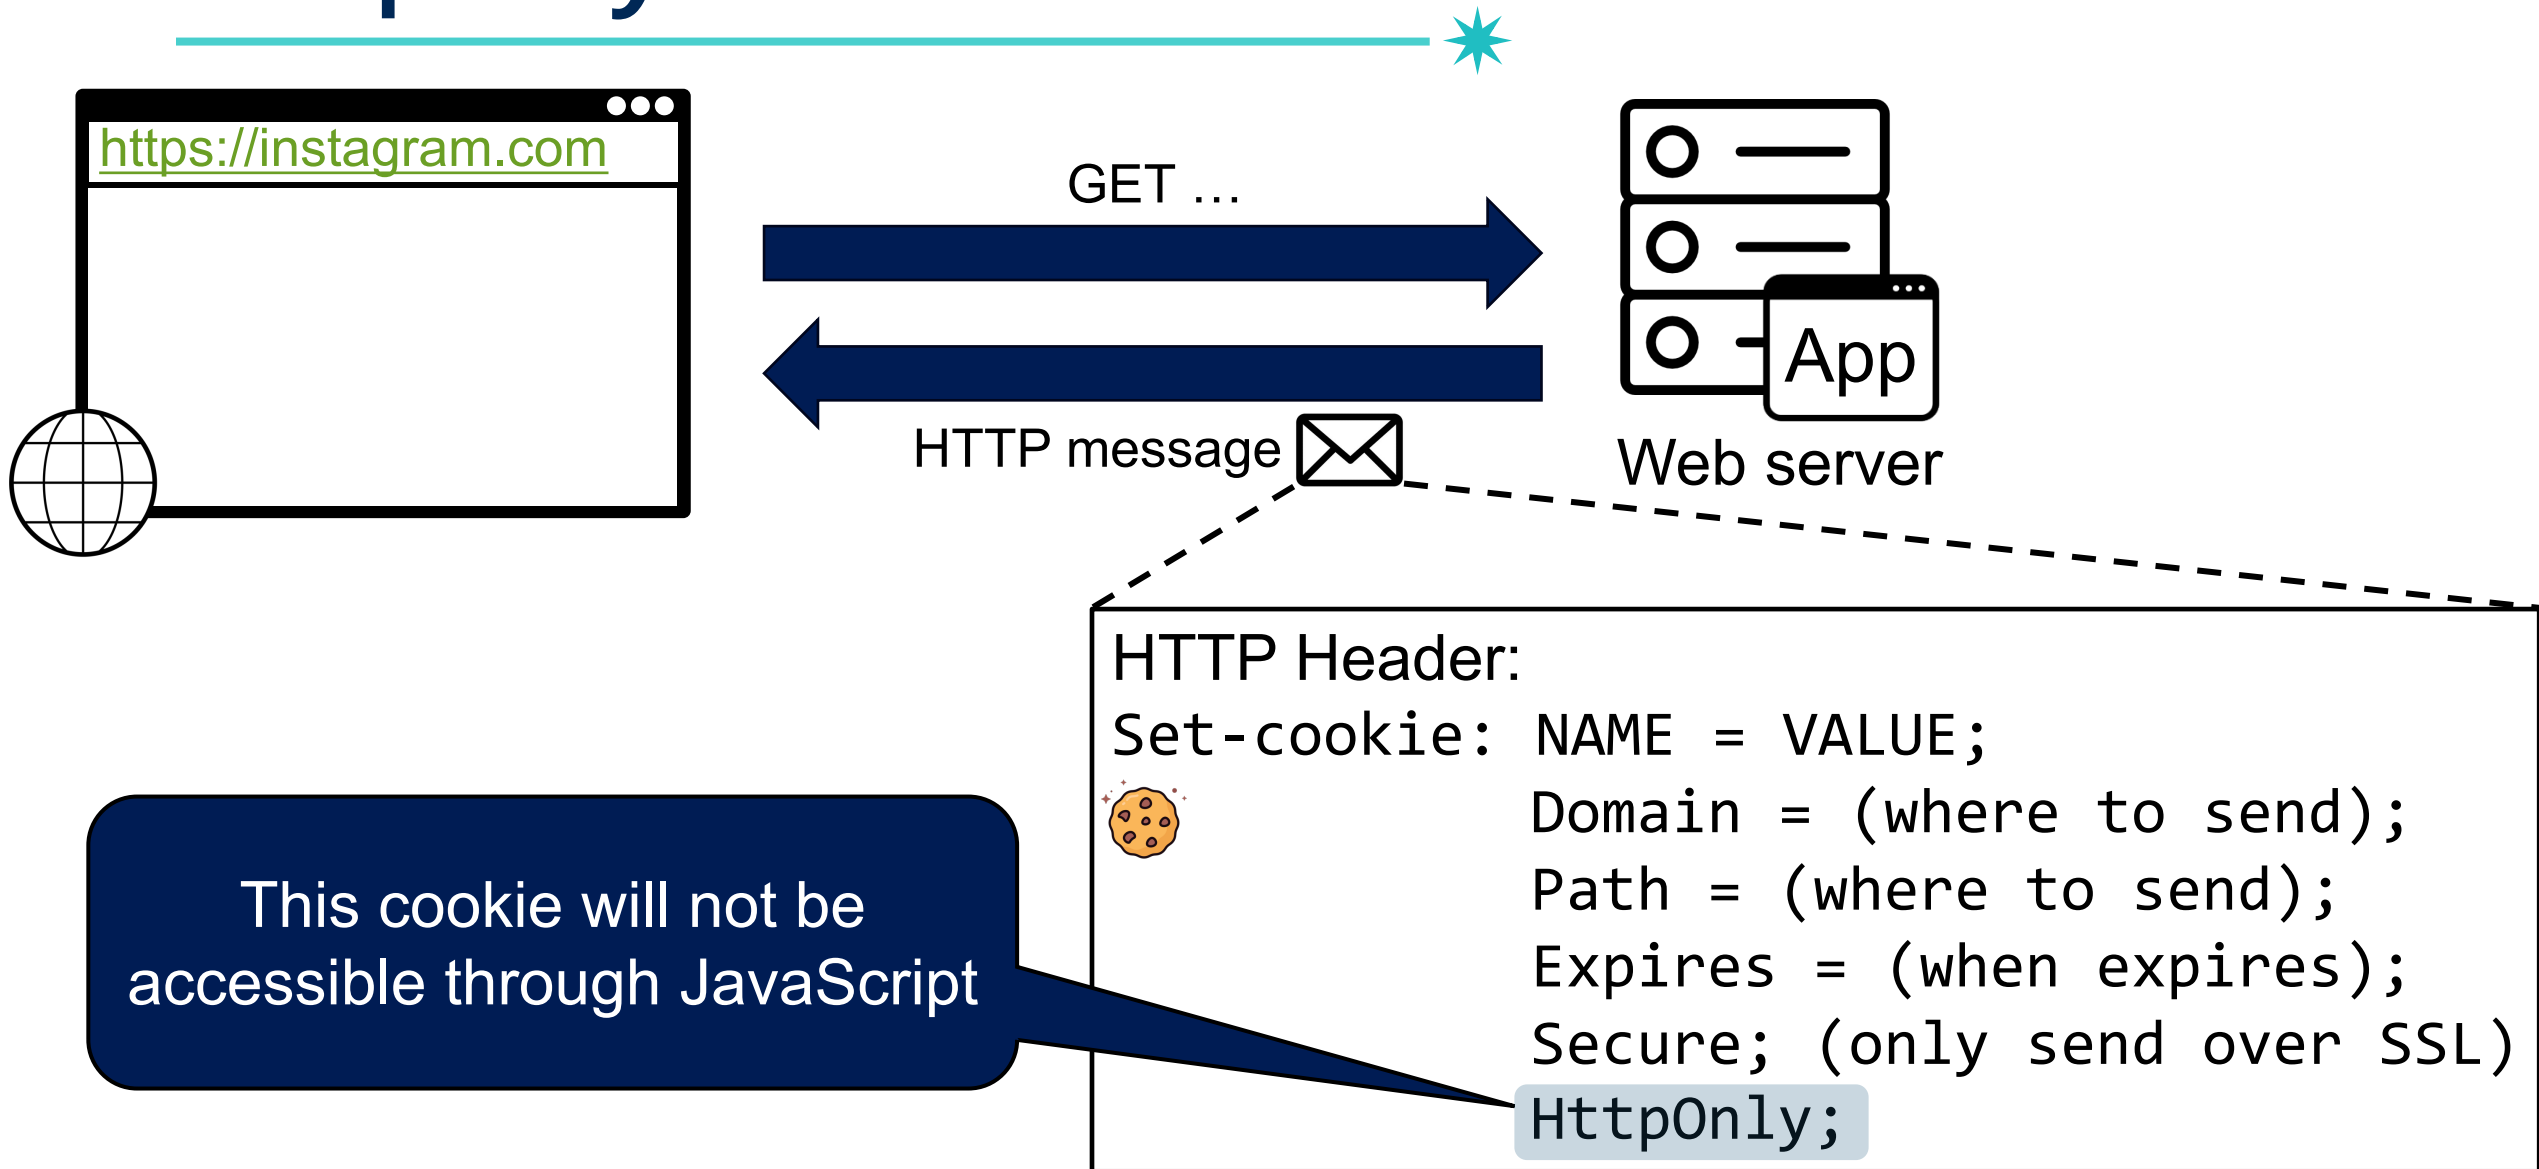 https://instagram.com
GET …
App
HTTP message
Web server
HTTP Header:
Set-cookie: NAME = VALUE;
Domain = (where to send);
Path = (where to send);
Expires = (when expires);
Secure; (only send over SSL)
HttpOnly;
This cookie will not be
accessible through JavaScript